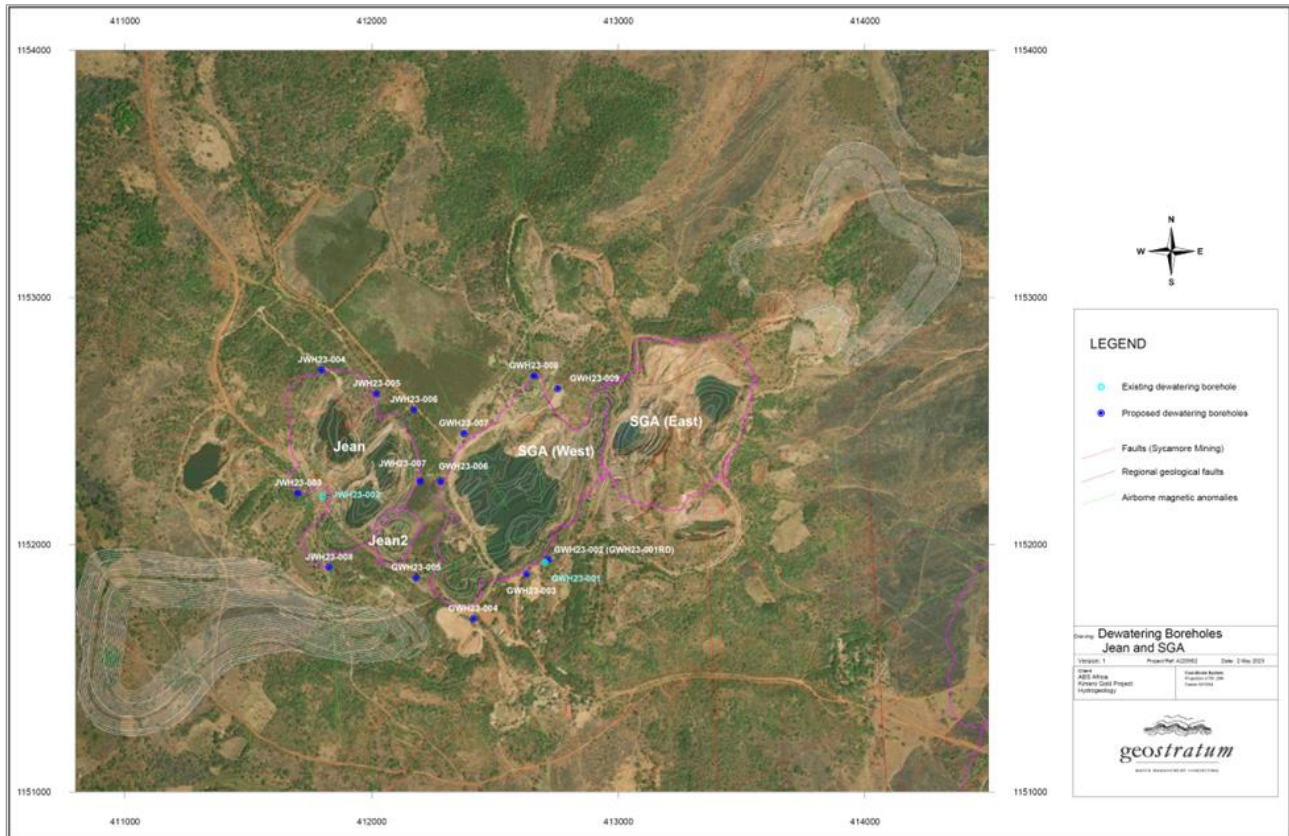 411000
412000
413000
414000
1154000
1154000
1153000
1153000
JWH23-004
GWH23-008
GWH23-009
JWH23-005
JWH23-006
GWH23-007
SGA (East)
Jean
SGA (West)
JWH23-007
GWH23-006
JWH23-003
JWH23-002
1152000
1152000
Jean2
GWH23-002 (GWH23-001RD)
JWH23-008
GWH23-005
GWH23-001
GWH23-003
GWH23-004
1151000
1151000
411000
412000
413000
414000
N
W
E
S
LEGEND
Existing dewatering borehole
Proposed dewatering boreholes
Faults (Sycamore Mining)
Regional geological faults
Airborne magnetic anomalies
Dewatering Boreholes
Jean and SGA
Version: 1
Date: 2 May 2023
Client
ABS Africa
Kiniero Gold Project
Hydrogeology
geostratum
WATER MANAGEMENT CONSULTING